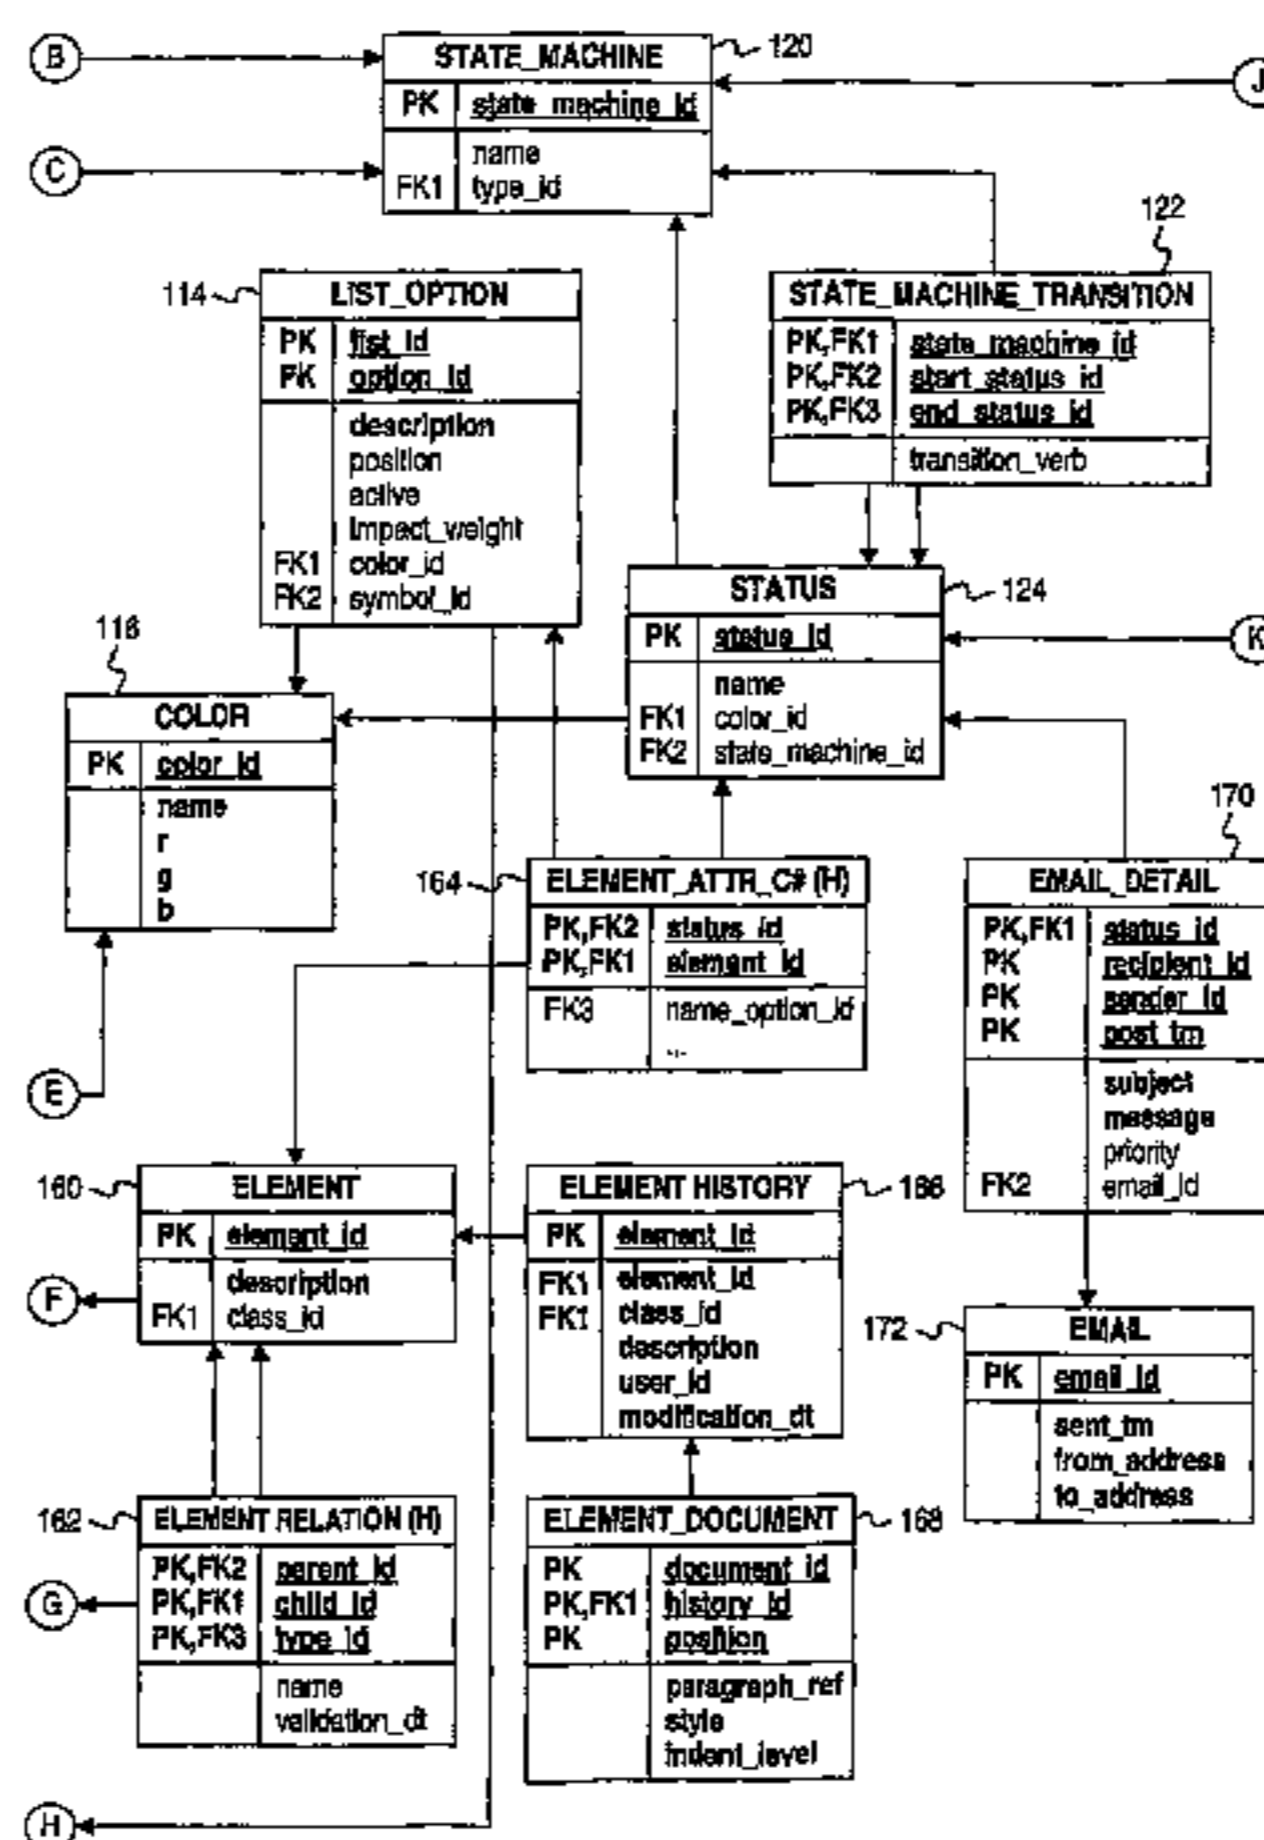 B
STATE_MACHINE
120
PK state_machine_id
J
name
C
FK1 type_id
122
114
LIST_OPTION
STATE_MACHINE_TRANSITION
PK list_id
PK option_id
PK,FK1 state_machine_id
PK,FK2 start_status_id
PK,FK3 end_status_id
description
position
active
impact_weight
FK1 color_id
FK2 symbol_id
transition_verb
STATUS
124
PK status_id
K
name
FK1 color_id
FK2 state_machine_id
116
COLOR
PK color_id
name
r
g
b
170
164
ELEMENT_ATTR_C# (H)
PK,FK2 status_id
PK,FK1 element_id
FK3 name_option_id
...
EMAIL_DETAIL
PK,FK1 status_id
PK recipient_id
PK sender_id
PK post_tm
subject
message
priority
FK2 email_id
E
160
ELEMENT
PK element_id
description
FK1 class_id
F
ELEMENT HISTORY
166
PK element_id
FK1 element_id
FK1 class_id
description
user_id
modification_dt
172
EMAIL
PK email_id
sent_tm
from_address
to_address
162
ELEMENT RELATION (H)
PK,FK2 parent_id
PK,FK1 child_id
PK,FK3 type_id
name
validation_dt
G
ELEMENT_DOCUMENT
168
PK document_id
PK,FK1 history_id
PK position
paragraph_ref
style
indent_level
H